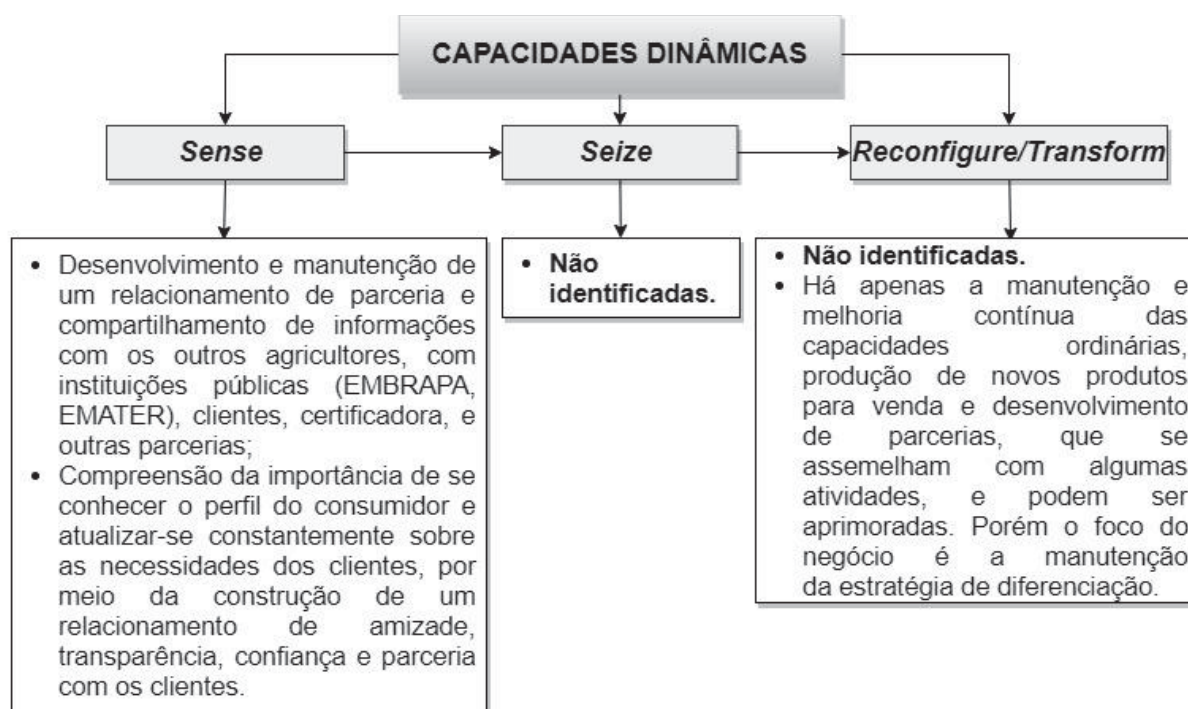 CAPACIDADES DINÂMICAS
Sense
Seize
Reconfigure/Transform
• Desenvolvimento e manutenção de
um relacionamento de parceria e
compartilhamento de informações
com os outros agricultores, com
instituições públicas (EMBRAPA,
EMATER), clientes, certificadora, e
outras parcerias;
• Compreensão da importância de se
conhecer o perfil do consumidor e
atualizar-se constantemente sobre
as necessidades dos clientes, por
meio da construção de um
relacionamento de amizade,
transparência, confiança e parceria
com os clientes.
• Não
identificadas.
• Não identificadas.
• Há apenas a manutenção e
melhoria contínua das
capacidades ordinárias,
produção de novos produtos
para venda e desenvolvimento
de parcerias, que se
assemelham com algumas
atividades, e podem ser
aprimoradas. Porém o foco do
negócio é a manutenção
da estratégia de diferenciação.